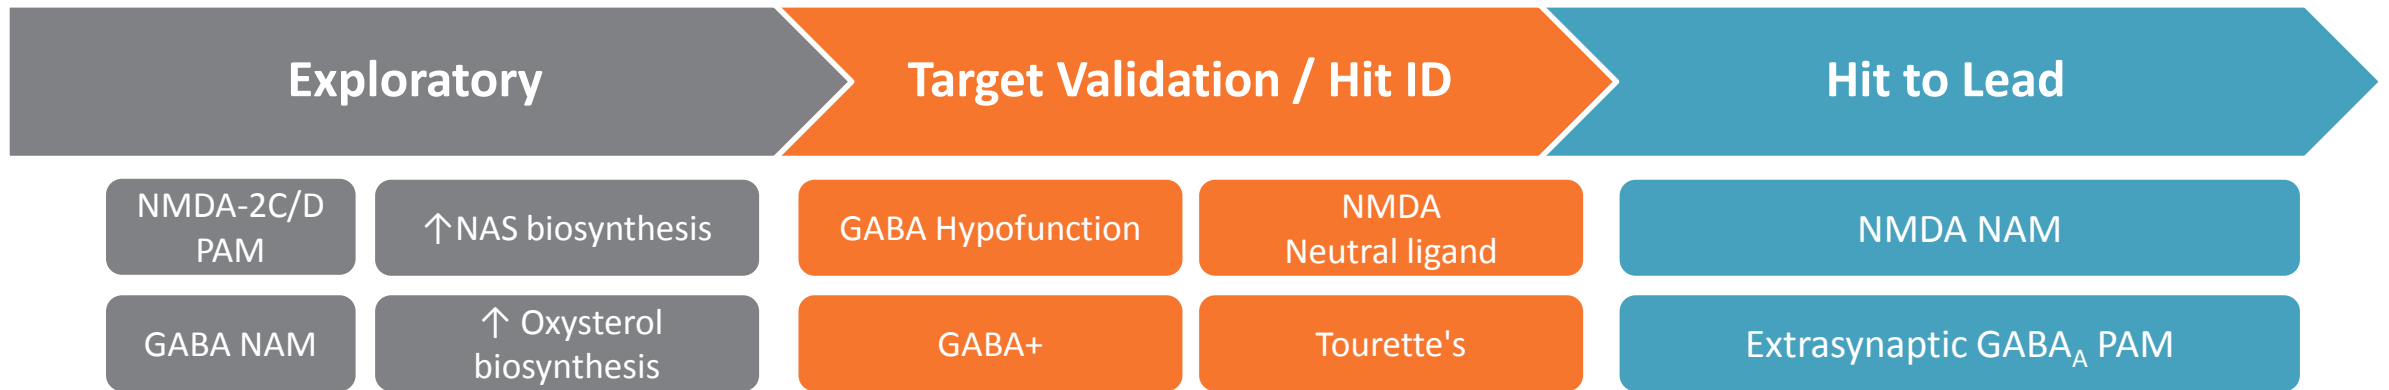 Exploratory
Target Validation / Hit ID
Hit to Lead
NMDA-2C/D
PAM
↑NAS biosynthesis
GABA Hypofunction
NMDA
Neutral ligand
NMDA NAM
GABA NAM
↑ Oxysterol
biosynthesis
GABA+
Tourette's
Extrasynaptic GABA_A PAM